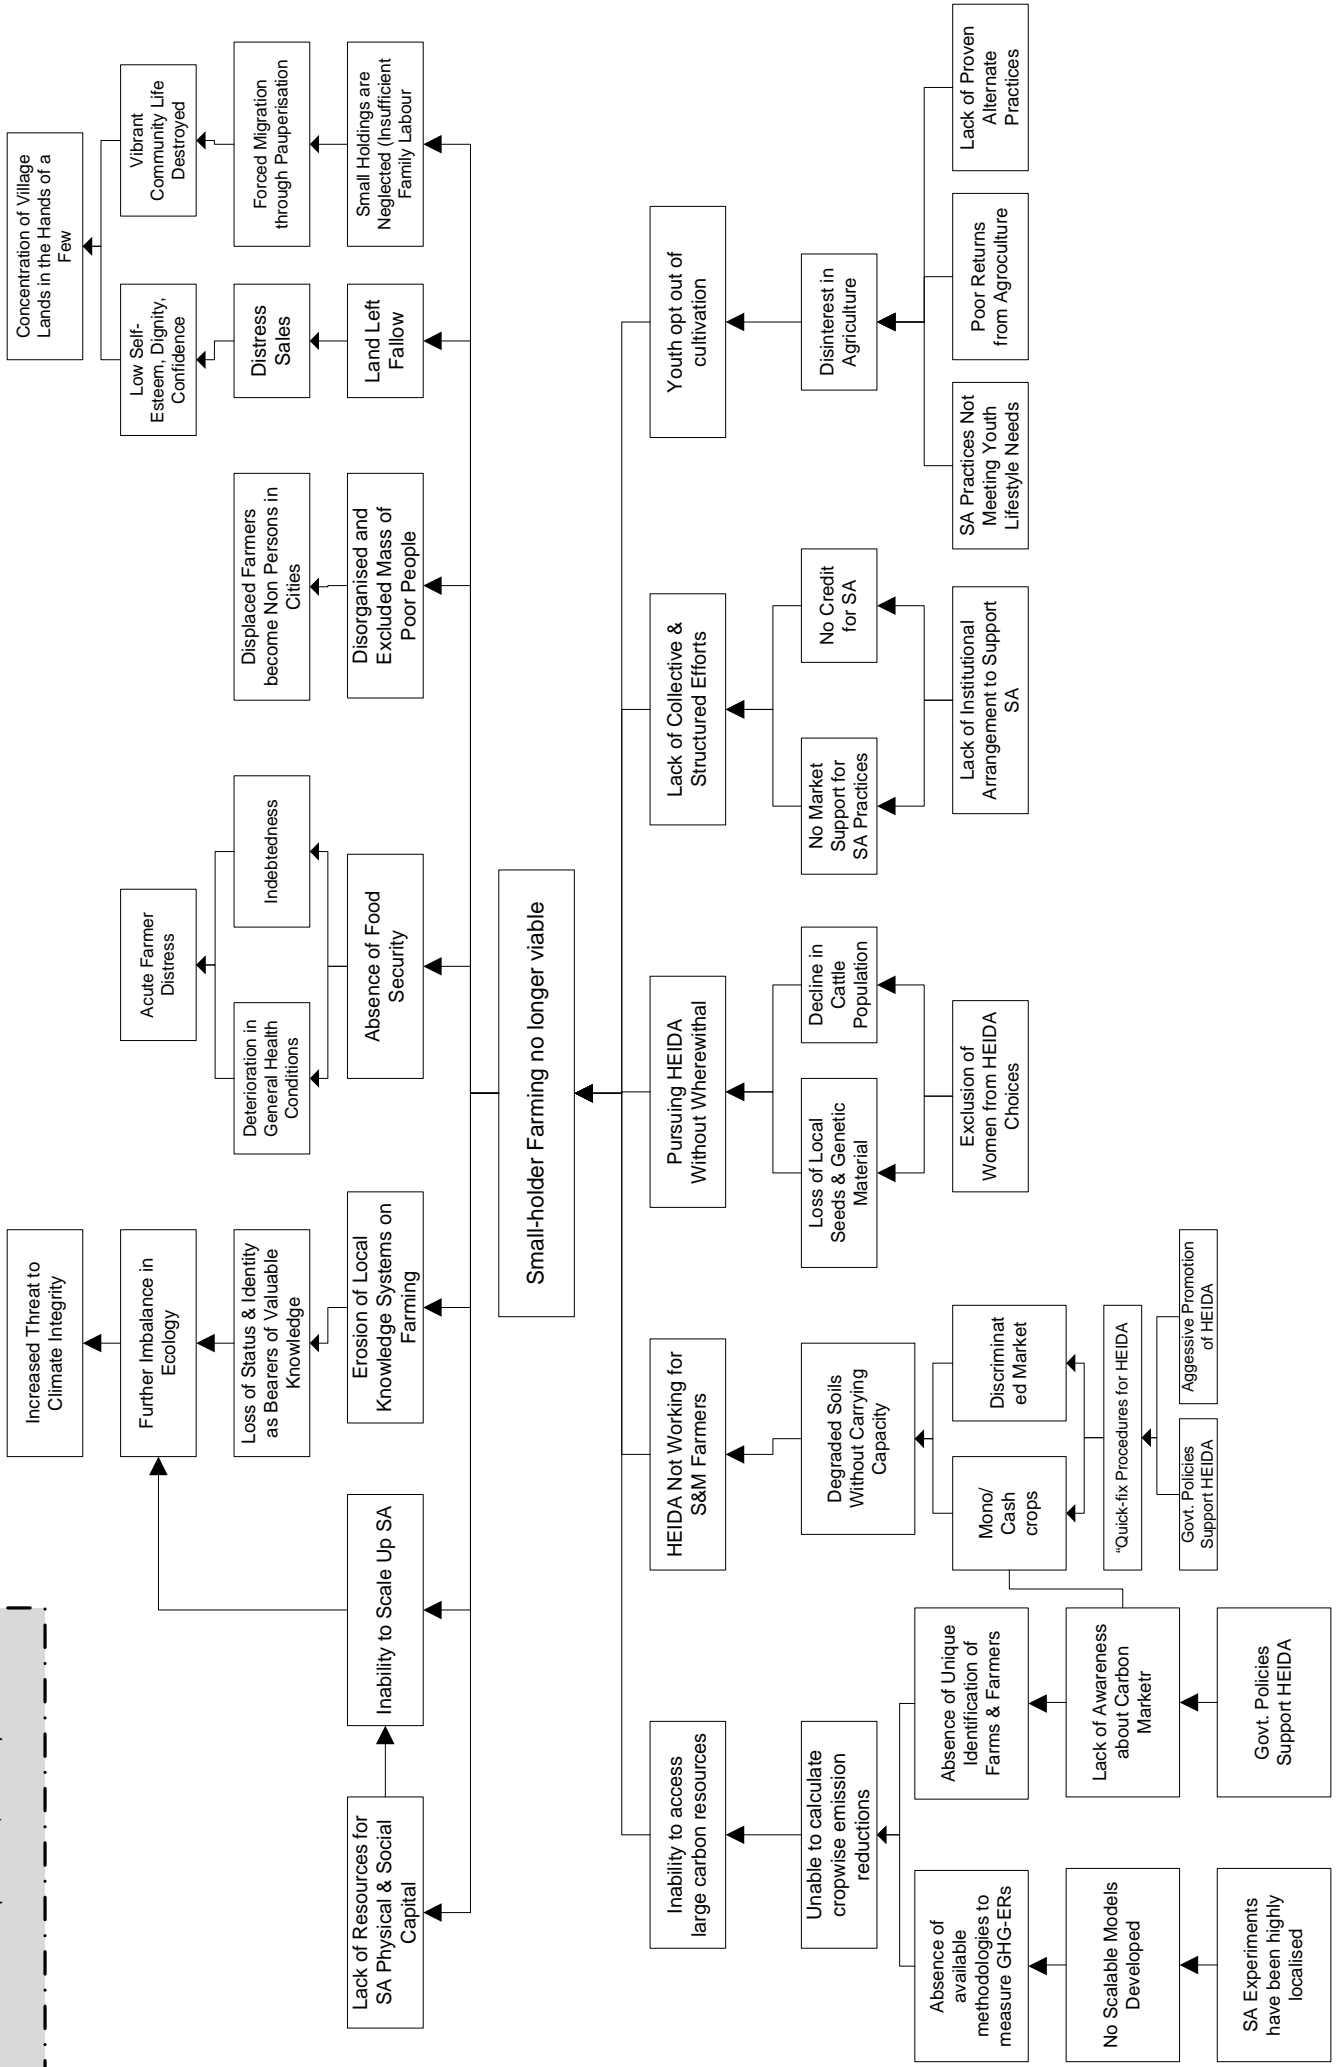 Increased Threat to
Climate Integrity
Concentration of Village
Lands in the Hands of a
Few
Further Imbalance in
Ecology
Acute Farmer
Distress
Low Self-
Esteem, Dignity,
Confidence
Vibrant
Community Life
Destroyed
Loss of Status & Identity
as Bearers of Valuable
Knowledge
Deterioration in
General Health
Conditions
Indebtedness
Displaced Farmers
become Non Persons in
Cities
Distress
Sales
Forced Migration
through Pauperisation
Lack of Resources for
SA Physical & Social
Capital
Inability to Scale Up SA
Erosion of Local
Knowledge Systems on
Farming
Absence of Food
Security
Disorganised and
Excluded Mass of
Poor People
Land Left
Fallow
Small Holdings are
Neglected (Insufficient
Family Labour
Small-holder Farming no longer viable
Inability to access
large carbon resources
HEIDA Not Working for
S&M Farmers
Pursuing HEIDA
Without Wherewithal
Lack of Collective &
Structured Efforts
Youth opt out of
cultivation
Unable to calculate
cropwise emission
reductions
Degraded Soils
Without Carrying
Capacity
Loss of Local
Seeds & Genetic
Material
Decline in
Cattle
Population
No Market
Support for
SA Practices
No Credit
for SA
Disinterest in
Agriculture
Absence of
available
methodologies to
measure GHG-ERs
Absence of Unique
Identification of
Farms & Farmers
Mono/
Cash
crops
Discriminat
ed Market
Exclusion of
Women from HEIDA
Choices
Lack of Institutional
Arrangement to Support
SA
SA Practices Not
Meeting Youth
Lifestyle Needs
Poor Returns
from Agroculture
Lack of Proven
Alternate
Practices
No Scalable Models
Developed
Lack of Awareness
about Carbon
Marketr
"Quick-fix Procedures for HEIDA
SA Experiments
have been highly
localised
Govt. Policies
Support HEIDA
Govt. Policies
Support HEIDA
Aggessive Promotion
of HEIDA